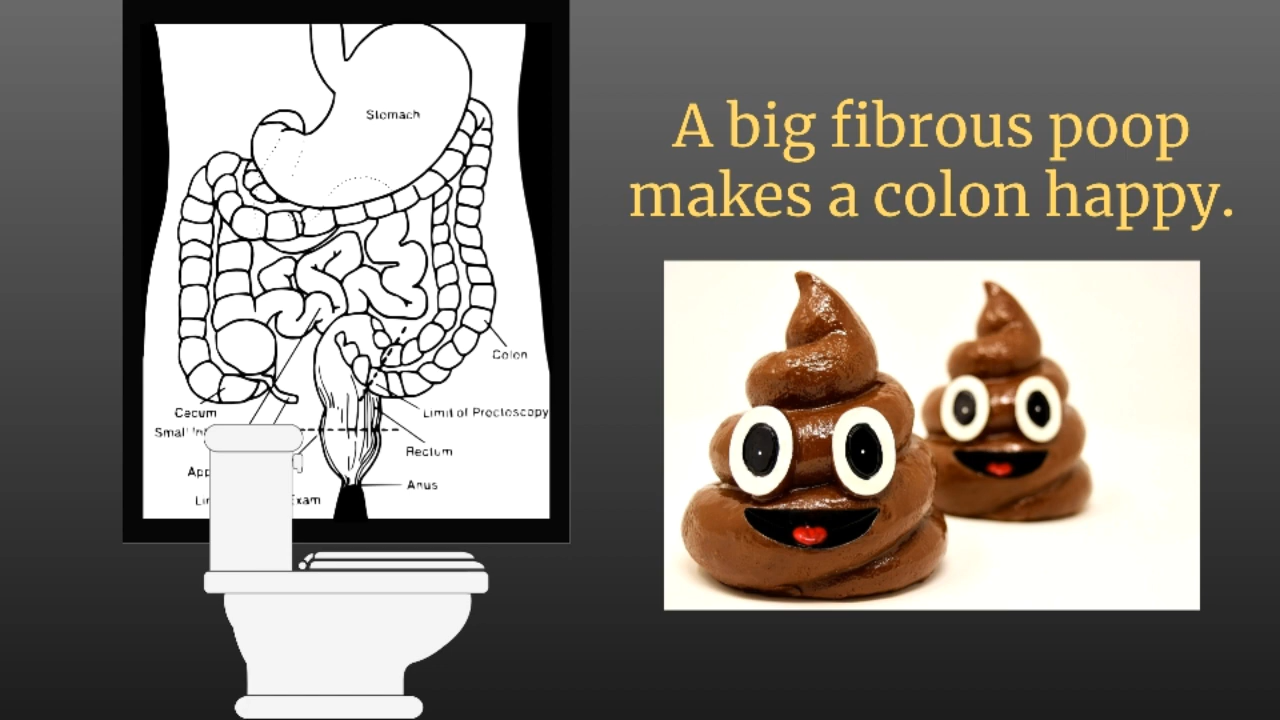 A big fibrous poop
makes a colon happy.
Stomach
Colon
Cecum
Limit of Proctoscopy
Rectum
Anus
Exam